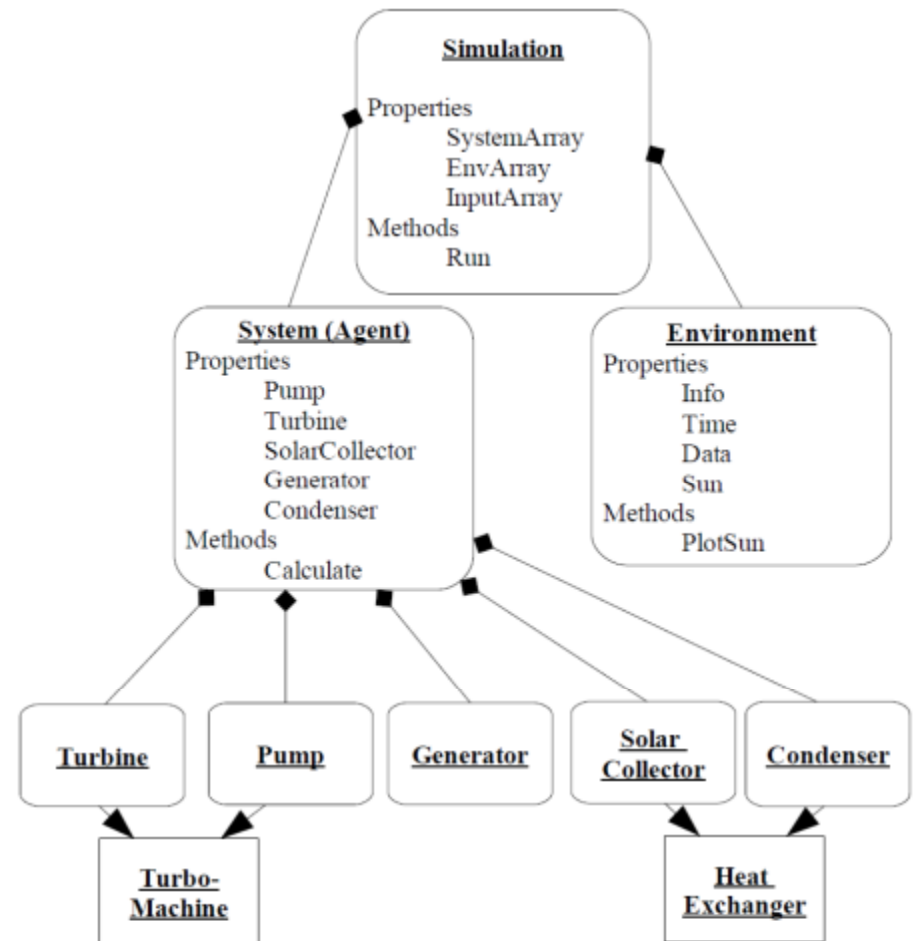 Simulation
Properties
SystemArray
EnvArray
InputArray
Methods
Run
System (Agent)
Properties
Pump
Turbine
SolarCollector
Generator
Condenser
Methods
Calculate
Environment
Properties
Info
Time
Data
Sun
Methods
PlotSun
Turbine
Pump
Generator
Solar
Collector
Condenser
Turbo-
Machine
Heat
Exchanger